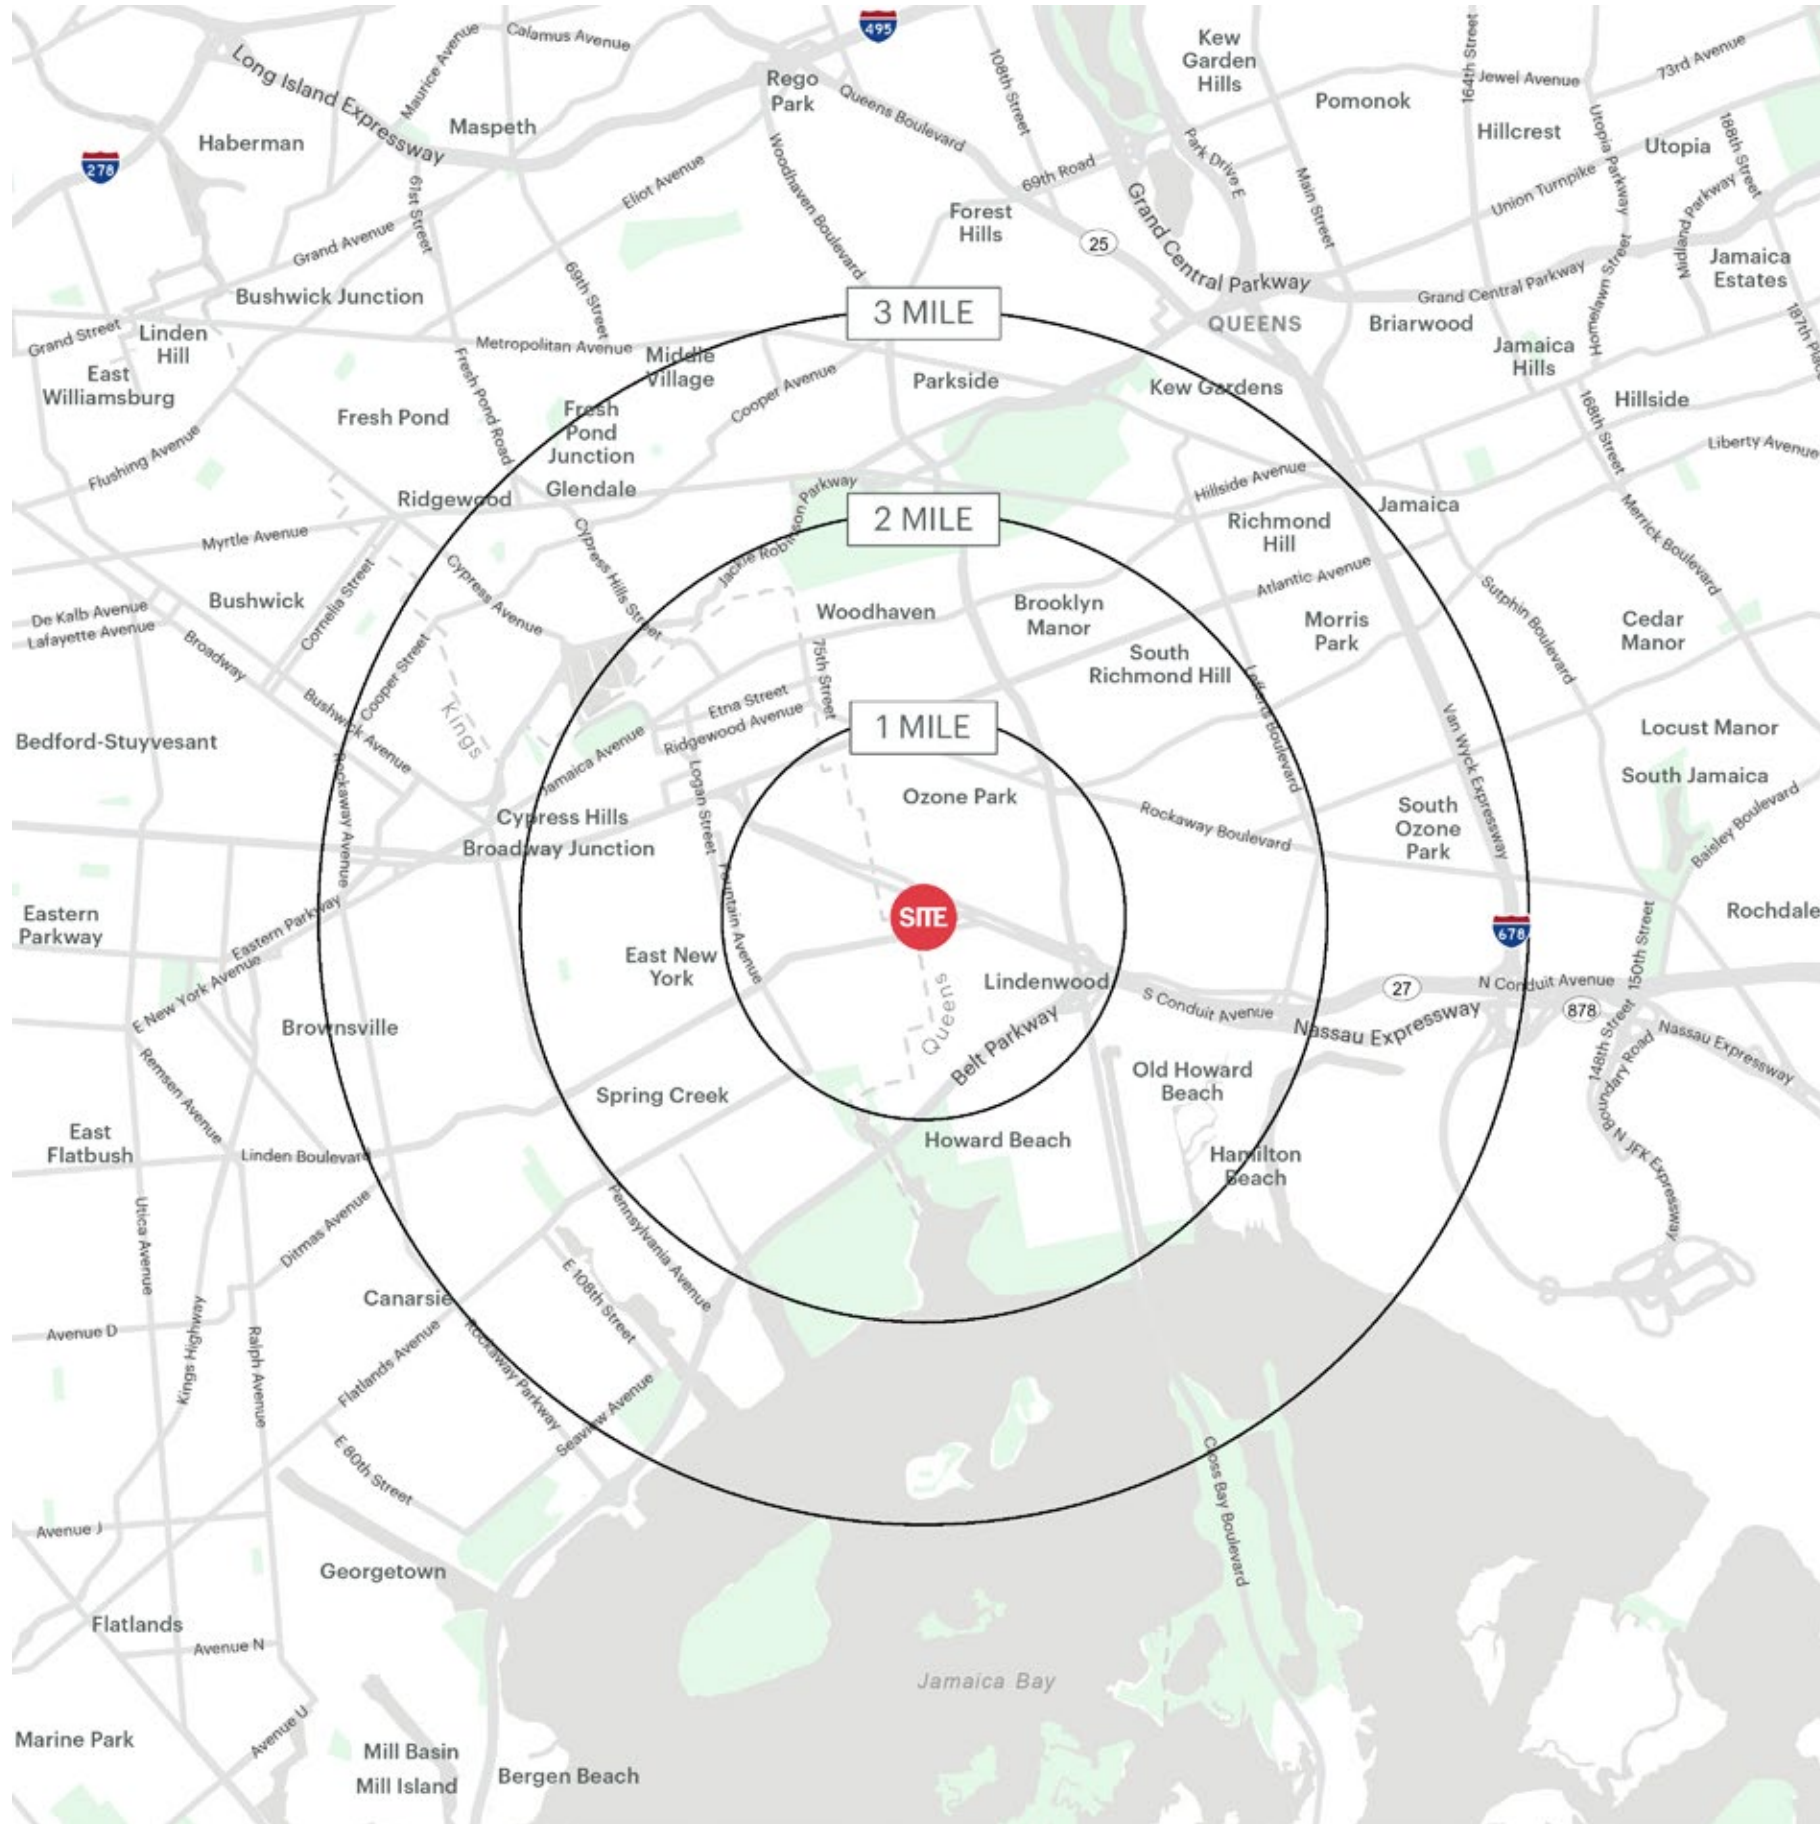 495
Calamus Avenue
Maurice Avenue
Long Island Expressway
Kew
Garden
Hills
108th Street
164th Street
Jewel Avenue
73rd Avenue
Rego
Park
Queens Boulevard
Pomonok
Maspeth
Haberman
278
Hillcrest
Utopia Parkway
Utopia
188th Street
Park Drive E
Woodhaven Boulevard
Eliot Avenue
69th Road
61st Street
Main Street
Union Turnpike
Midland Parkway
Forest
Hills
25
Grand Central Parkway
Grand Avenue
69th Street
Jamaica
Estates
Grand Central Parkway
Homelawn Street
Bushwick Junction
3 MILE
QUEENS
Briarwood
Grand Street
Linden
Hill
Metropolitan Avenue
Middle
Village
Jamaica
Hills
East
Williamsburg
Fresh Pond Road
Cooper Avenue
Parkside
Kew Gardens
Hillside
168th Street
Fresh Pond
Fresh
Pond
Junction
Flushing Avenue
Liberty Avenue
Ridgewood
Glendale
Jackie Robinson Parkway
Hillside Avenue
Jamaica
2 MILE
Richmond
Hill
Merrick Boulevard
Myrtle Avenue
Cypress Hills Street
Cypress Avenue
Atlantic Avenue
De Kalb Avenue
Lafayette Avenue
Bushwick
Cornelia Street
Woodhaven
Brooklyn
Manor
Morris
Park
Sutphin Boulevard
Cedar
Manor
Broadway
Cooper Street
75th Street
South
Richmond Hill
Lefferts Boulevard
Bushwick Avenue
Kings
Etna Street
Ridgewood Avenue
1 MILE
Van Wyck Expressway
Locust Manor
Bedford-Stuyvesant
Jamaica Avenue
Logan Street
South Jamaica
Rockaway Avenue
Ozone Park
Rockaway Boulevard
South
Ozone
Park
Baisley Boulevard
Cypress Hills
Broadway Junction
Fountain Avenue
SITE
Eastern
Parkway
Eastern Parkway
678
150th Street
Rochdale
E New York Avenue
East New
York
Lindenwood
Queens
S Conduit Avenue
27
N Conduit Avenue
878
Nassau Expressway
Nassau Expressway
148th Street
Boundary Road
Brownsville
Belt Parkway
Remsen Avenue
Spring Creek
Old Howard
Beach
East
Flatbush
Linden Boulevard
Howard Beach
Hamilton
Beach
N JFK Expressway
Utica Avenue
Ditmas Avenue
Pennsylvania Avenue
E 108th Street
Canarsie
Avenue D
Kings Highway
Ralph Avenue
Flatlands Avenue
Rockaway Parkway
Seaview Avenue
E 80th Street
Cross Bay Boulevard
Avenue J
Georgetown
Flatlands
Avenue N
Jamaica Bay
Avenue U
Marine Park
Mill Basin
Mill Island
Bergen Beach